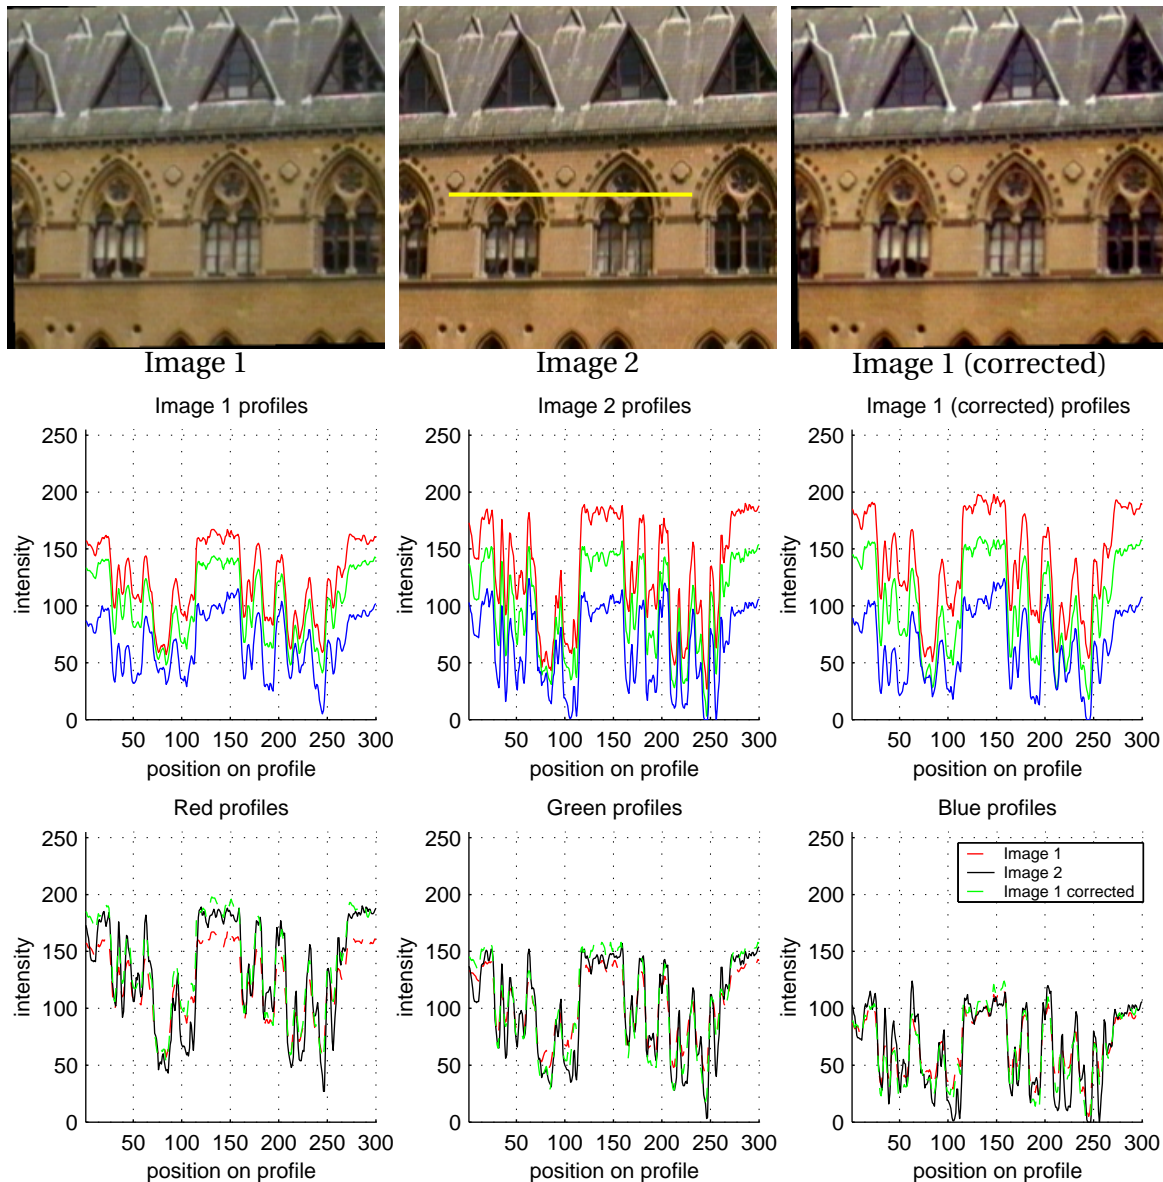 Image 1
Image 2
Image 1 (corrected)
Image 1 profiles
Image 2 profiles
Image 1 (corrected) profiles
250
200
150
100
50
0
intensity
50 100 150 200 250 300
position on profile
250
200
150
100
50
0
intensity
50 100 150 200 250 300
position on profile
250
200
150
100
50
0
intensity
50 100 150 200 250 300
position on profile
Red profiles
Green profiles
Blue profiles
250
200
150
100
50
0
intensity
50 100 150 200 250 300
position on profile
250
200
150
100
50
0
intensity
50 100 150 200 250 300
position on profile
250
200
150
100
50
0
intensity
Image 1
Image 2
Image 1 corrected
50 100 150 200 250 300
position on profile